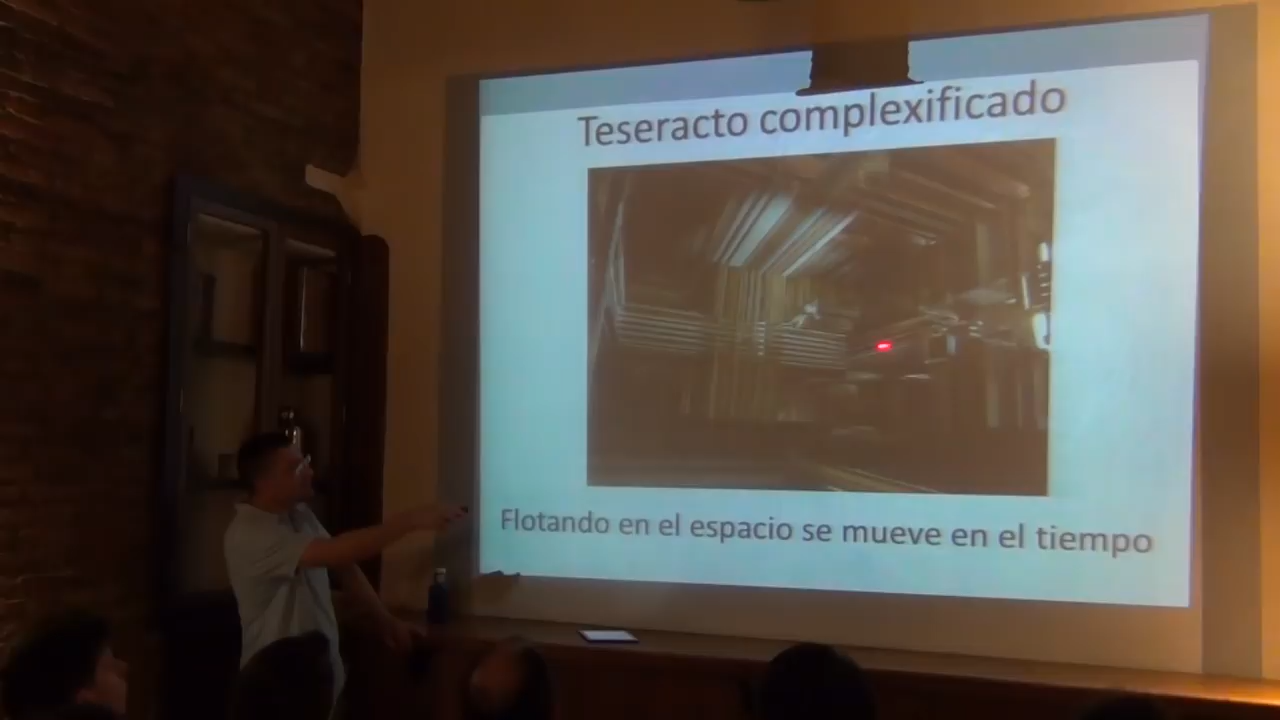 Teseracto complexificado
Flotando en el espacio se mueve en el tiempo